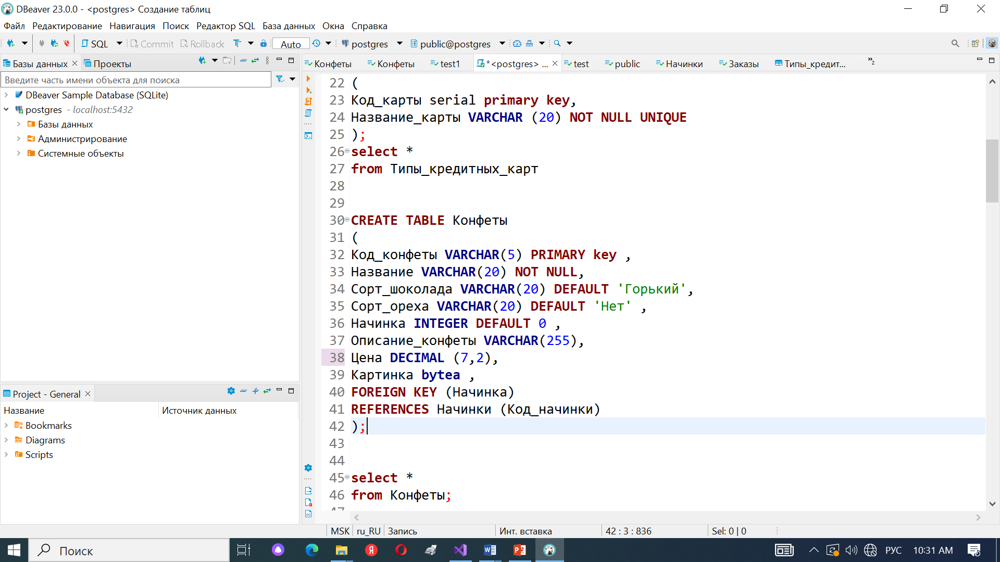 DBeaver 23.0.0 - <postgres> Создание таблиц
Файл Редактирование Навигация Поиск Редактор SQL База данных Окна Справка
SQL Commit Rollback Auto postgres public@postgres
Базы данных Проекты
Введите часть имени объекта для поиска
DBeaver Sample Database (SQLite)
postgres - localhost:5432
Базы данных
Администрирование
Системные объекты
Project - General
Название Источник данных
Bookmarks
Diagrams
Scripts
Конфеты Конфеты test1 *<postgres> ... test public Начинки Заказы Типы_кредит... »2
22 (
23 Код_карты serial primary key,
24 Название_карты VARCHAR (20) NOT NULL UNIQUE
25 );
26 select *
27 from Типы_кредитных_карт
28
29
30 CREATE TABLE Конфеты
31 (
32 Код_конфеты VARCHAR(5) PRIMARY key ,
33 Название VARCHAR(20) NOT NULL,
34 Сорт_шоколада VARCHAR(20) DEFAULT 'Горький',
35 Сорт_ореха VARCHAR(20) DEFAULT 'Нет' ,
36 Начинка INTEGER DEFAULT 0 ,
37 Описание_конфеты VARCHAR(255),
38 Цена DECIMAL (7,2),
39 Картинка bytea ,
40 FOREIGN KEY (Начинка)
41 REFERENCES Начинки (Код_начинки)
42 );
43
44
45 select *
46 from Конфеты;
47
MSK ru_RU Запись Инт. вставка 42 : 3 : 836 Sel: 0 | 0
Поиск РУС 10:31 AM